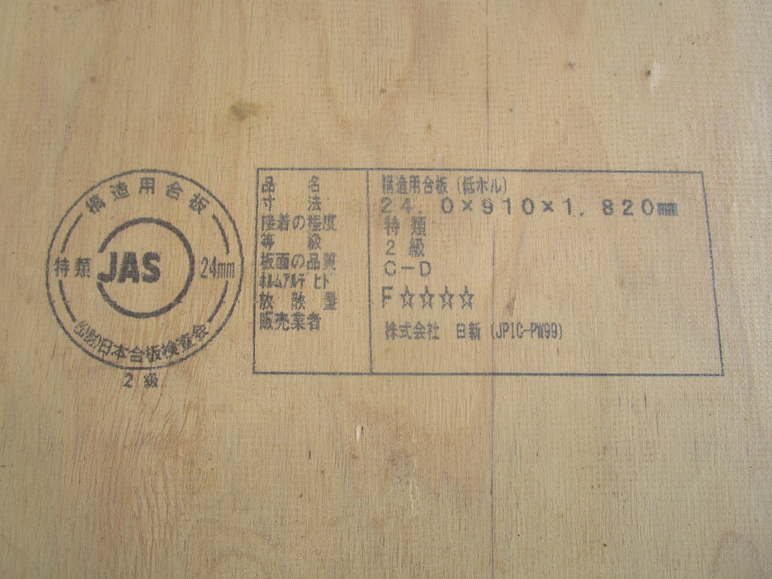 構造用合板
特類 JAS 24mm
(財)日本合板検査会
2級
品名 構造用合板(低ホル)
寸法 24.0×910×1,820mm
接着の程度 特類
等級 2級
板面の品質 C-D
ホルムアルデヒド
放散量 F☆☆☆☆
販売業者 株式会社 日新(JPIC-PW99)